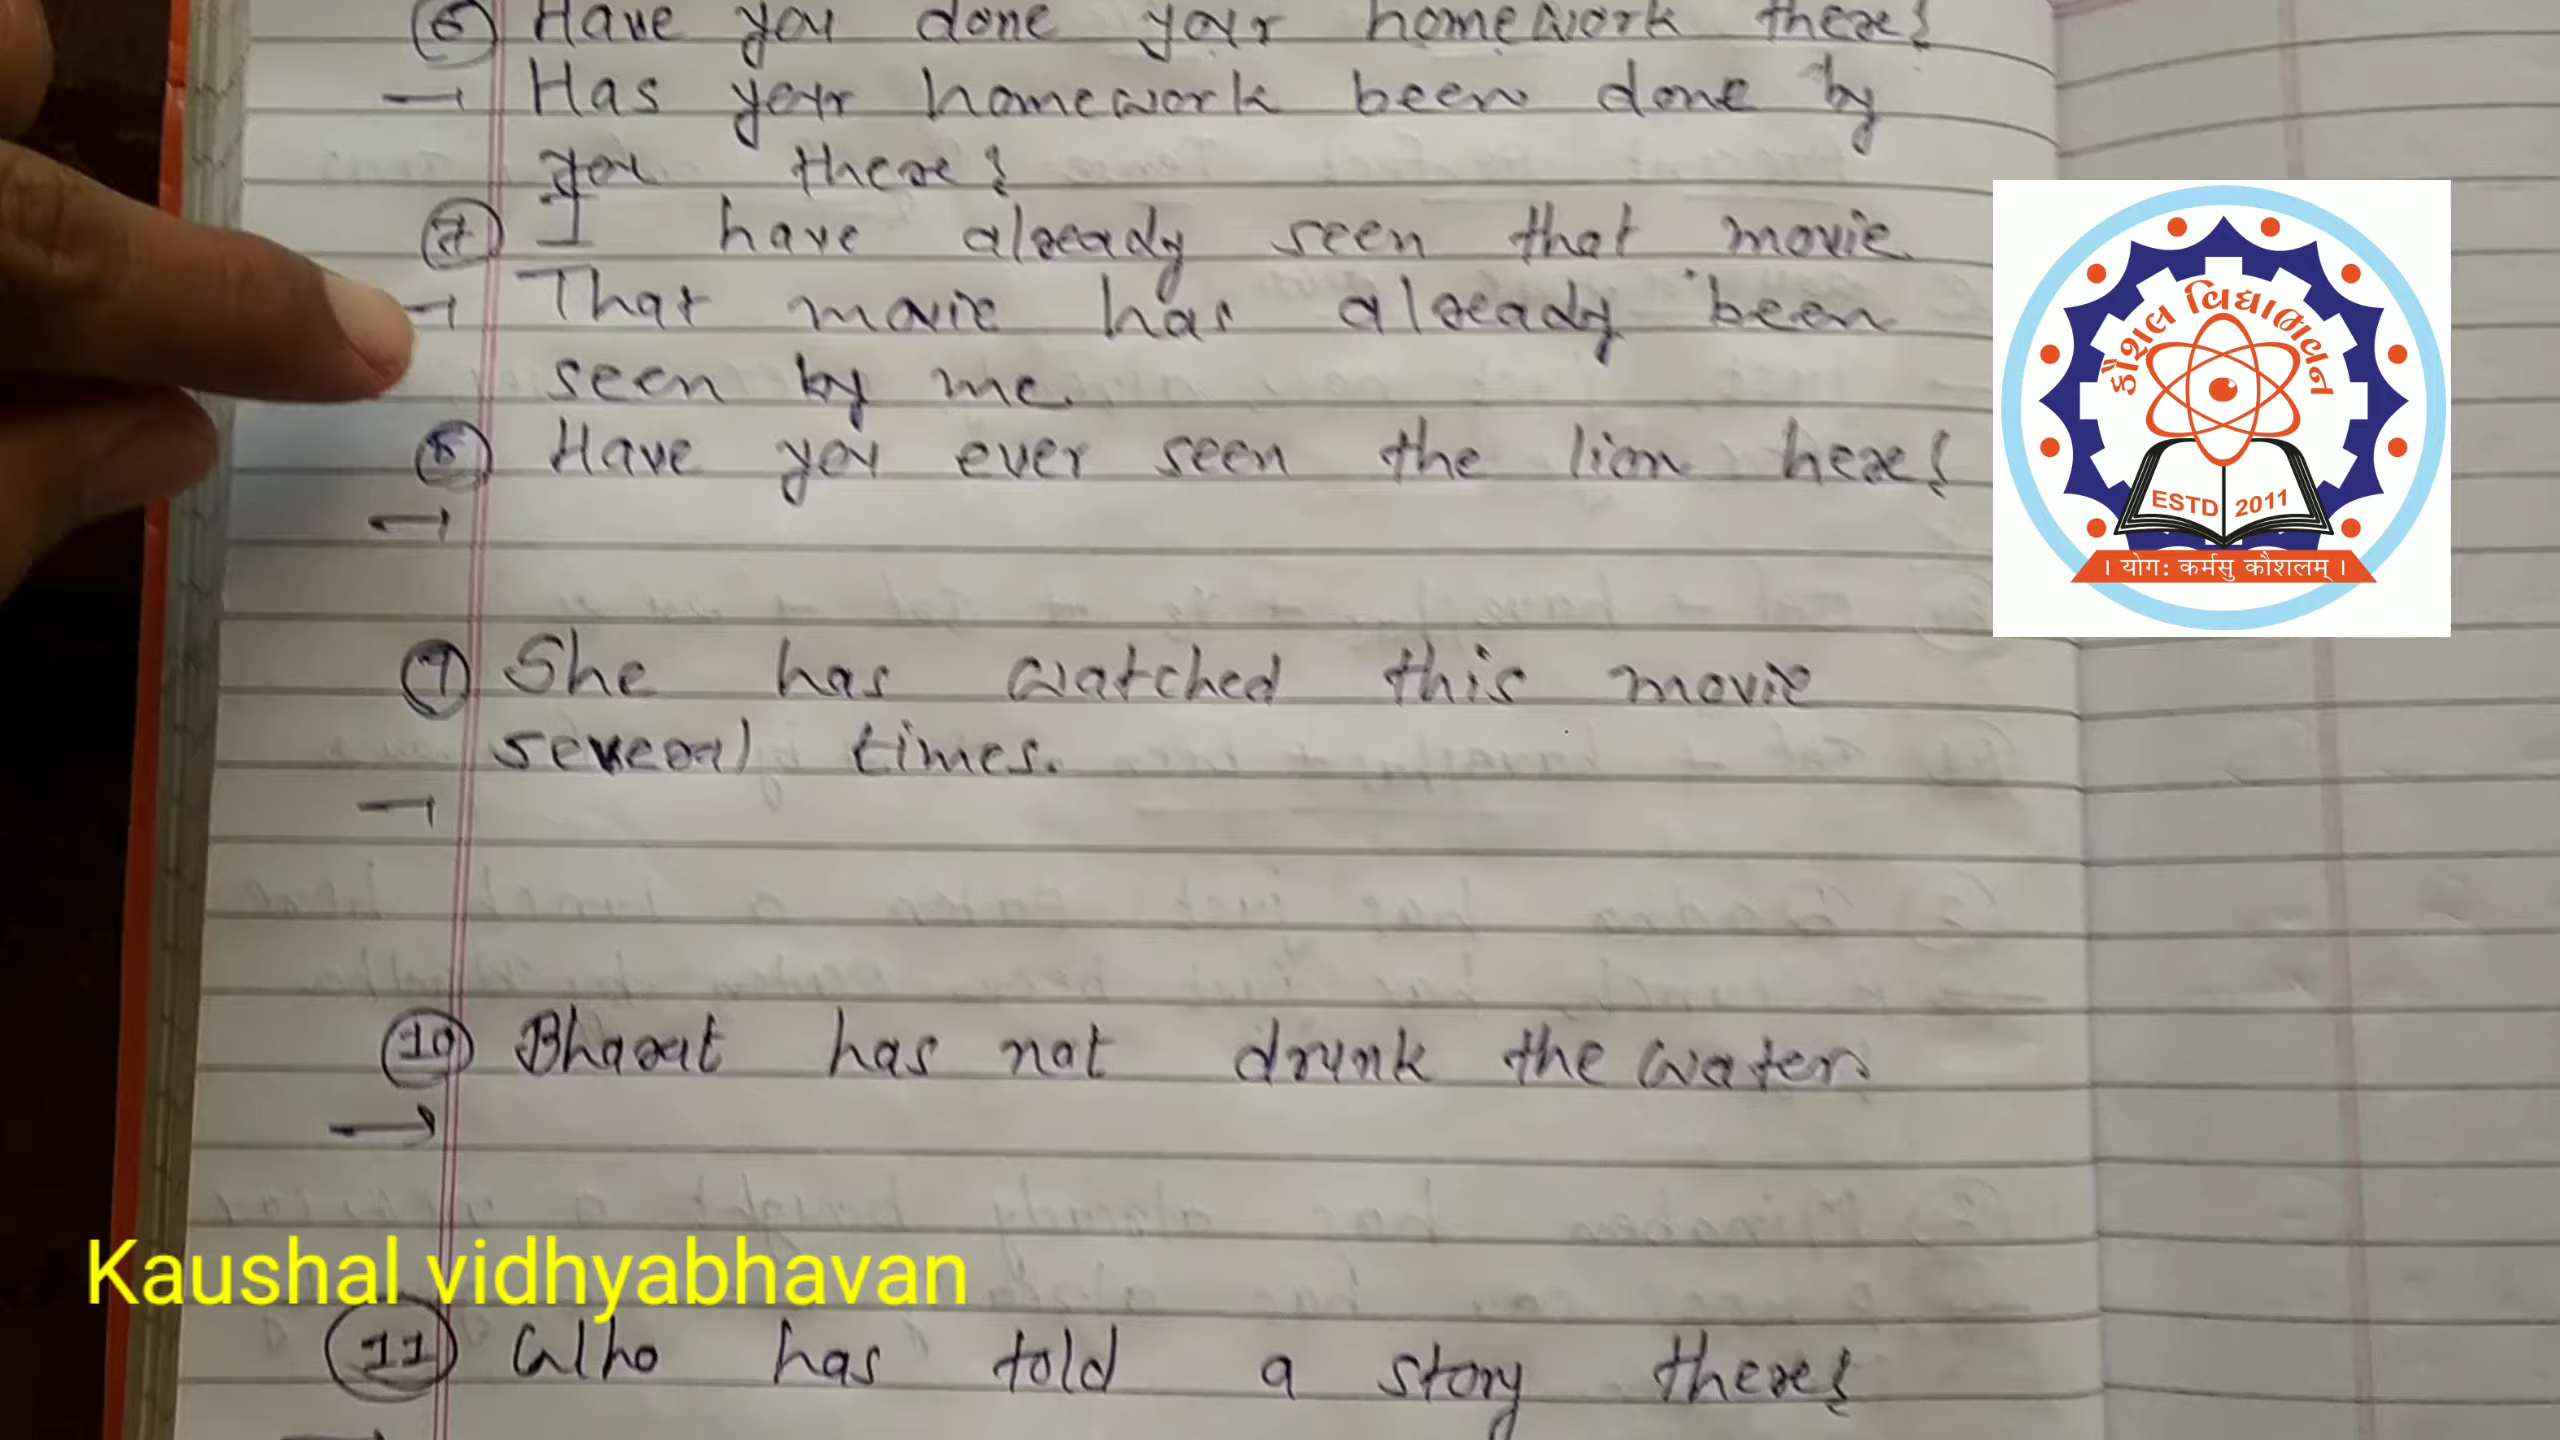 6 Have you done your homework there?
→ Has your homework been done by
you there?
7 I have already seen that movie.
→ That movie has already been
seen by me.
8 Have you ever seen the lion here?
→
9 She has watched this movie
several times.
→
10 Bharat has not drunk the water.
→
11 Who has told a story there?
કૌશલ વિદ્યાભવન
ESTD 2011
। योगः कर्मसु कौशलम् ।
Kaushal vidhyabhavan